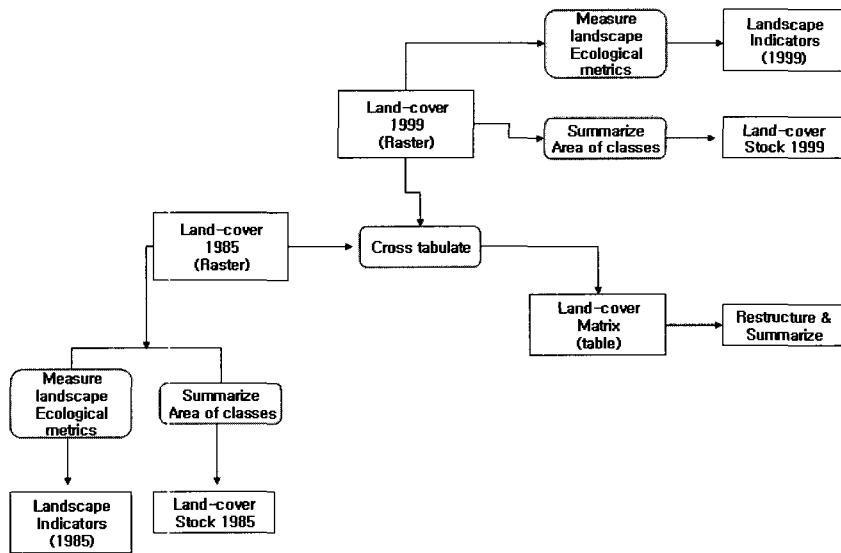 Measure
landscape
Ecological
metrics
Landscape
Indicators
(1999)
Land-cover
1999
(Raster)
Summarize
Area of classes
Land-cover
Stock 1999
Land-cover
1985
(Raster)
Cross tabulate
Land-cover
Matrix
(table)
Restructure &
Summarize
Measure
landscape
Ecological
metrics
Summarize
Area of classes
Landscape
Indicators
(1985)
Land-cover
Stock 1985